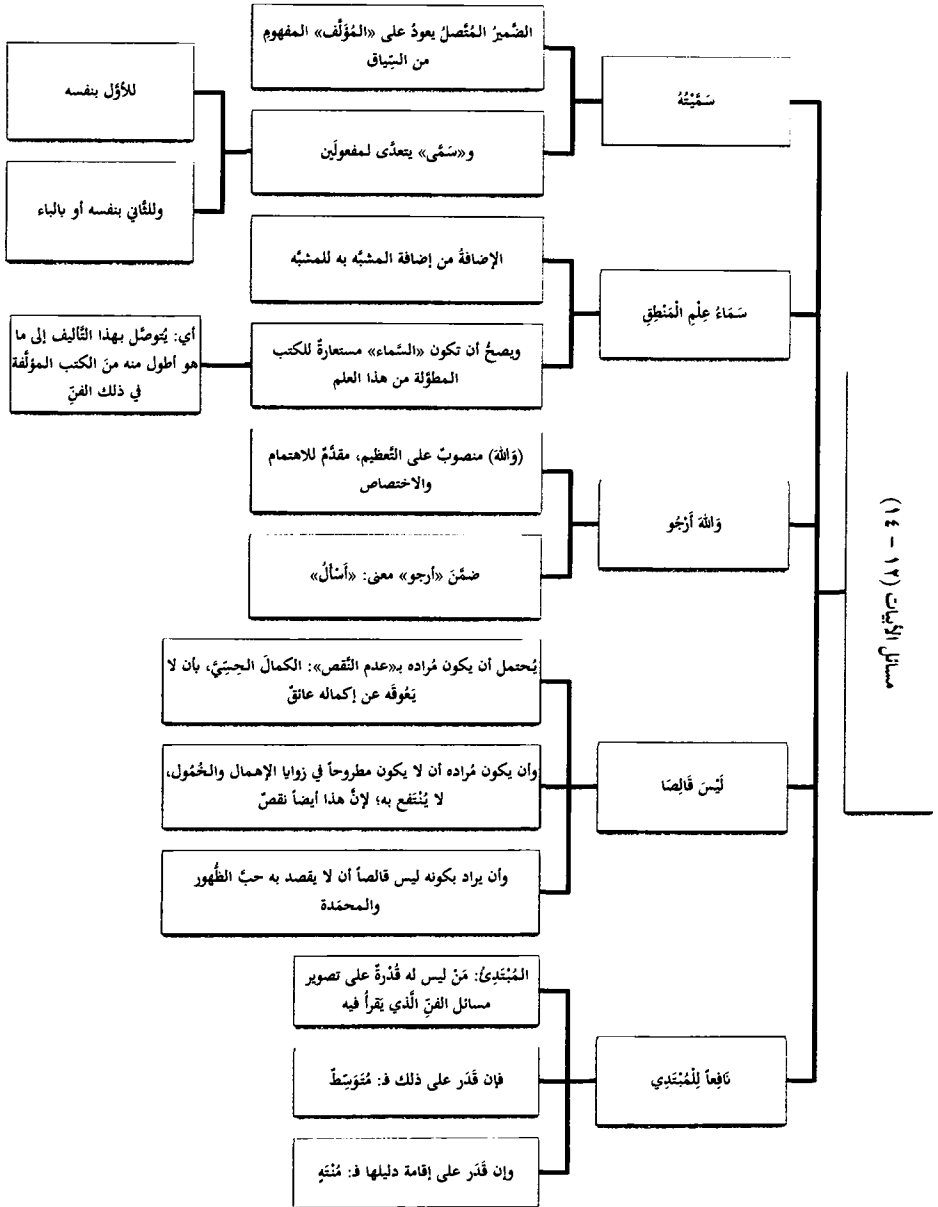 مسائل الأبيات (١٢ - ١٤)
سَمَّيْتُهُ
الضَّميرُ المُتَّصلُ يعودُ على «المُؤلَّف» المفهومِ
من السِّياق
و«سَمَّى» يتعدَّى لمفعولَين
للأوَّل بنفسه
وللثَّاني بنفسه أو بالباء
سَمَاءُ عِلْمِ الْمَنْطِقِ
الإضافةُ من إضافة المشبَّه به للمشبَّه
ويصحُّ أن تكون «السَّماء» مستعارةً للكتب
المطوَّلة من هذا العلم
أي: يُتوصَّل بهذا التَّأليف إلى ما
هو أطول منه منَ الكتب المؤلَّفة
في ذلك الفنِّ
وَاللهَ أَرْجُو
(وَاللهَ) منصوبٌ على التَّعظيم، مقدَّمٌ للاهتمام
والاختصاص
ضمَّنَ «أرجو» معنى: «أَسْأَلُ»
لَيْسَ قَالِصَا
يُحتمل أن يكون مُراده بـ«عدم النَّقص»: الكمالَ الحِسِّيَّ، بأن لا
يَعُوقَه عن إكماله عائقٌ
وأن يكون مُراده أن لا يكون مطروحاً في زوايا الإهمال والخُمُول،
لا يُنْتَفع به؛ لإنَّ هذا أيضاً نقصٌ
وأن يراد بكونه ليس قالصاً أن لا يقصد به حبَّ الظُّهور
والمحمَدة
نَافِعاً لِلْمُبْتَدِي
المُبْتَدِئُ: مَنْ ليس له قُدْرةٌ على تصوير
مسائل الفنِّ الَّذي يَقرأُ فيه
فإن قَدَر على ذلك فـ: مُتَوَسِّطٌ
وإن قَدَر على إقامة دليلها فـ: مُنْتَهٍ